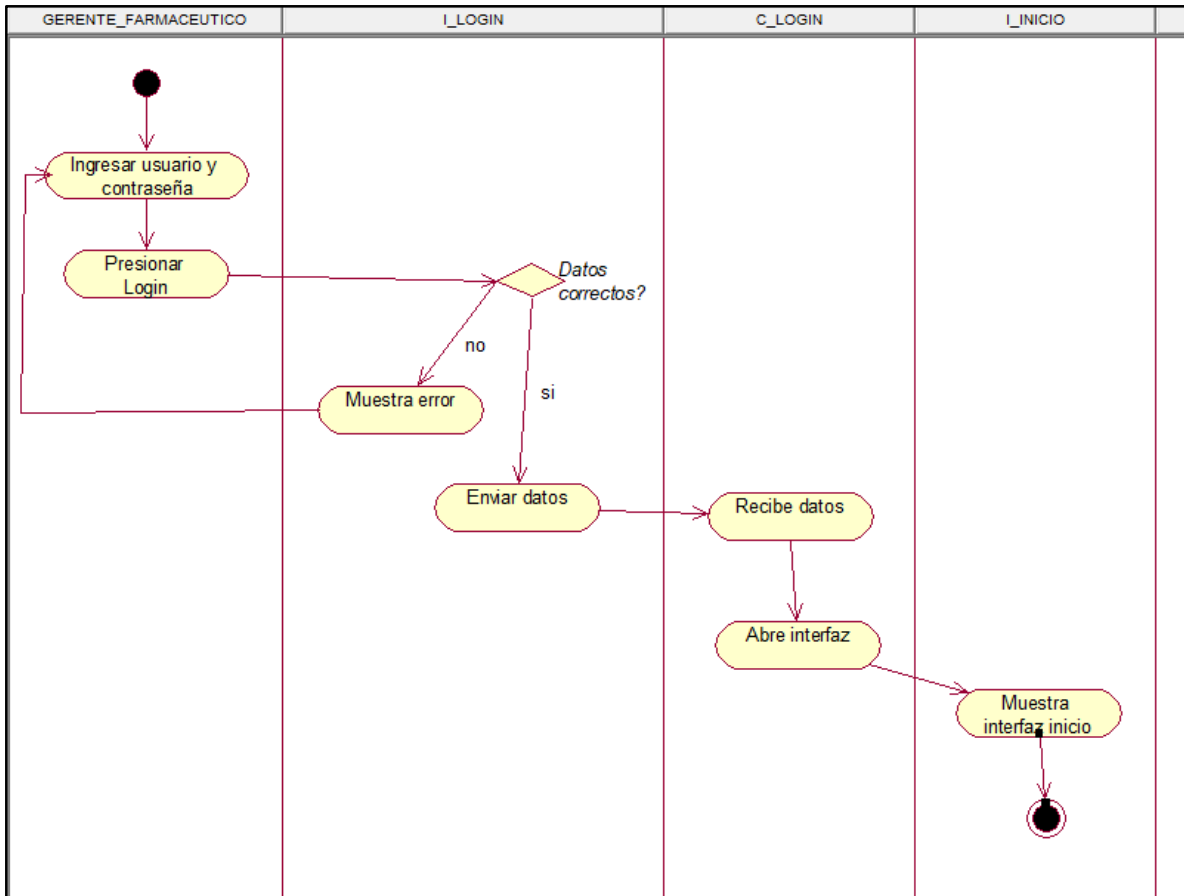 GERENTE_FARMACEUTICO
I_LOGIN
C_LOGIN
I_INICIO
Ingresar usuario y
contraseña
Presionar
Login
Datos
correctos?
no
Muestra error
si
Enviar datos
Recibe datos
Abre interfaz
Muestra
interfaz inicio